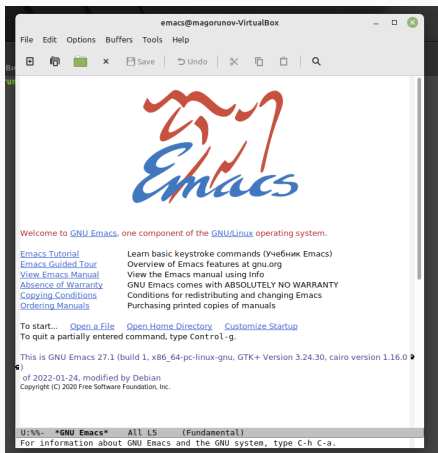 emacs@magorunov-VirtualBox
File Edit Options Buffers Tools Help
Save Undo
Emacs
Welcome to GNU Emacs, one component of the GNU/Linux operating system.
Emacs Tutorial Learn basic keystroke commands (Учебник Emacs)
Emacs Guided Tour Overview of Emacs features at gnu.org
View Emacs Manual View the Emacs manual using Info
Absence of Warranty GNU Emacs comes with ABSOLUTELY NO WARRANTY
Copying Conditions Conditions for redistributing and changing Emacs
Ordering Manuals Purchasing printed copies of manuals
To start... Open a File Open Home Directory Customize Startup
To quit a partially entered command, type Control-g.
This is GNU Emacs 27.1 (build 1, x86_64-pc-linux-gnu, GTK+ Version 3.24.30, cairo version 1.16.0
)
of 2022-01-24, modified by Debian
Copyright (C) 2020 Free Software Foundation, Inc.
U:%%- *GNU Emacs* All L5 (Fundamental)
For information about GNU Emacs and the GNU system, type C-h C-a.